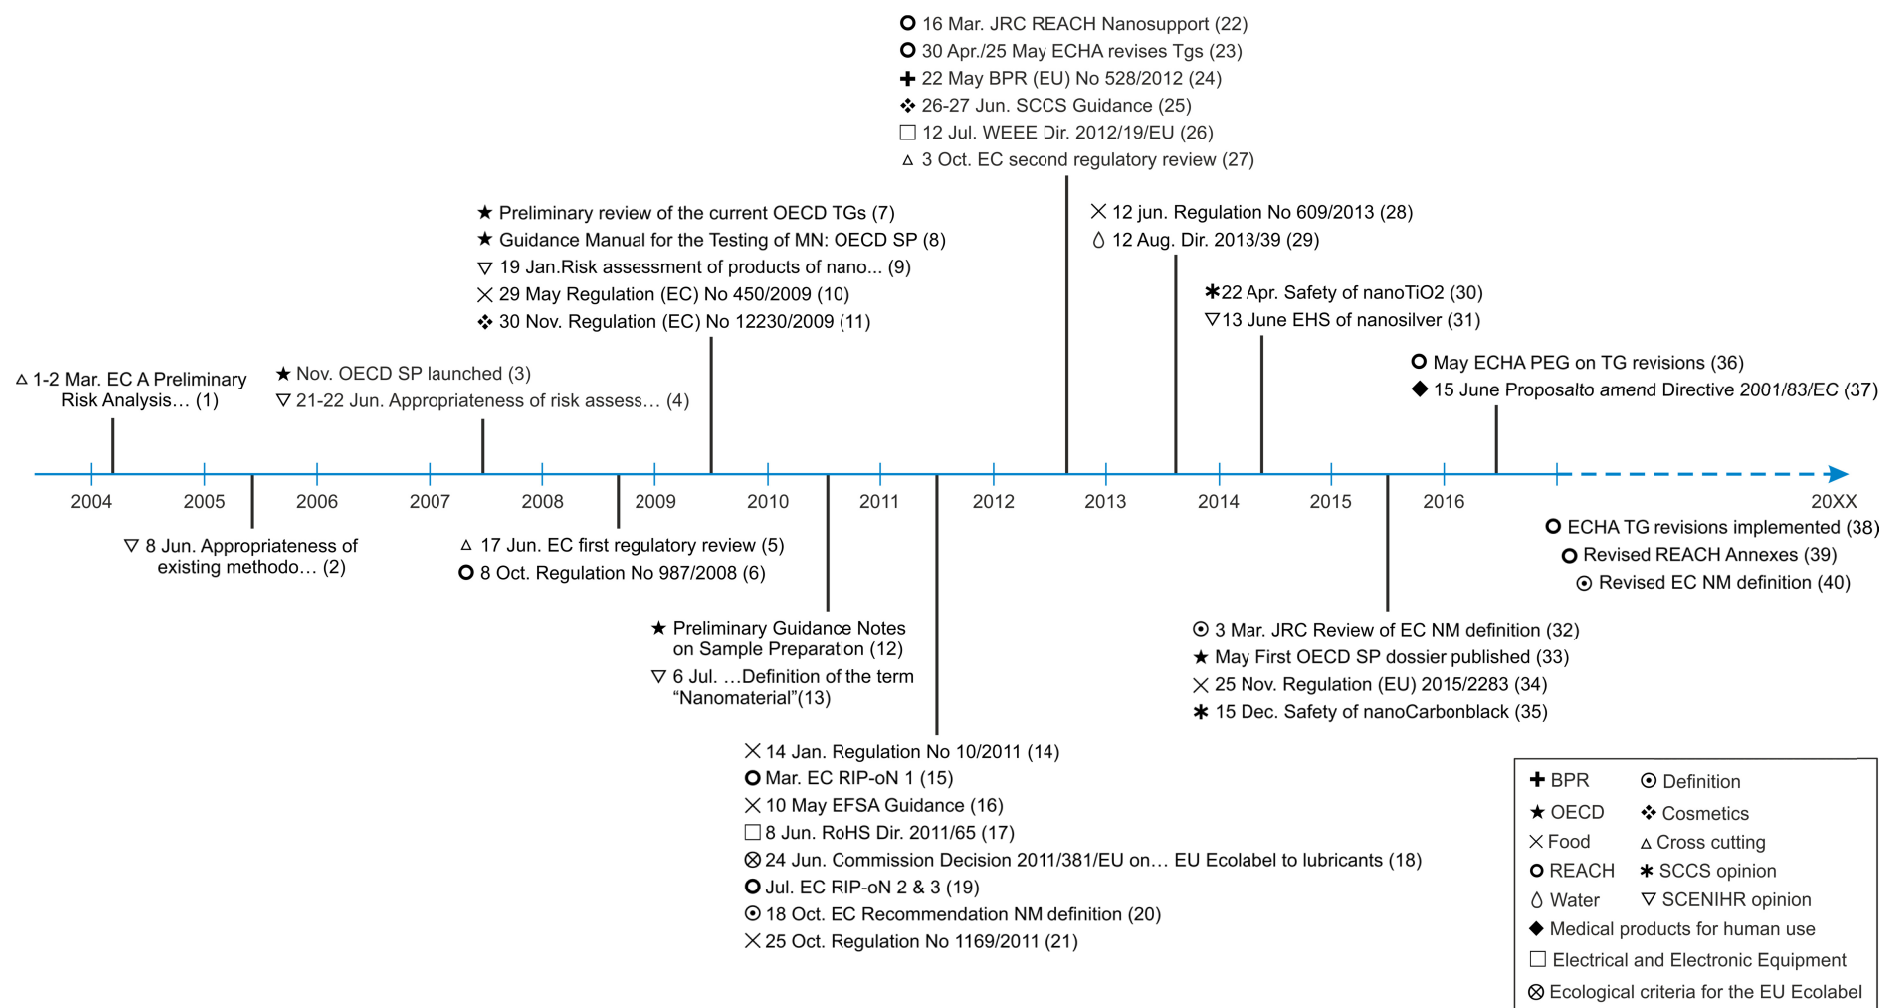 16 Mar. JRC REACH Nanosupport (22)
30 Apr./25 May ECHA revises Tgs (23)
22 May BPR (EU) No 528/2012 (24)
26-27 Jun. SCCS Guidance (25)
12 Jul. WEEE Dir. 2012/19/EU (26)
3 Oct. EC second regulatory review (27)
Preliminary review of the current OECD TGs (7)
Guidance Manual for the Testing of MN: OECD SP (8)
19 Jan.Risk assessment of products of nano... (9)
29 May Regulation (EC) No 450/2009 (10)
30 Nov. Regulation (EC) No 12230/2009 (11)
12 jun. Regulation No 609/2013 (28)
12 Aug. Dir. 2013/39 (29)
22 Apr. Safety of nanoTiO2 (30)
13 June EHS of nanosilver (31)
1-2 Mar. EC A Preliminary
Risk Analysis... (1)
Nov. OECD SP launched (3)
21-22 Jun. Appropriateness of risk assess... (4)
May ECHA PEG on TG revisions (36)
15 June Proposalto amend Directive 2001/83/EC (37)
2004 2005 2006 2007 2008 2009 2010 2011 2012 2013 2014 2015 2016 20XX
8 Jun. Appropriateness of
existing methodo... (2)
17 Jun. EC first regulatory review (5)
8 Oct. Regulation No 987/2008 (6)
ECHA TG revisions implemented (38)
Revised REACH Annexes (39)
Revised EC NM definition (40)
Preliminary Guidance Notes
on Sample Preparaton (12)
6 Jul. ...Definition of the term
“Nanomaterial”(13)
3 Mar. JRC Review of EC NM definition (32)
May First OECD SP dossier published (33)
25 Nov. Regulation (EU) 2015/2283 (34)
15 Dec. Safety of nanoCarbonblack (35)
14 Jan. Regulation No 10/2011 (14)
Mar. EC RIP-oN 1 (15)
10 May EFSA Guidance (16)
8 Jun. RoHS Dir. 2011/65 (17)
24 Jun. Commission Decision 2011/381/EU on... EU Ecolabel to lubricants (18)
Jul. EC RIP-oN 2 & 3 (19)
18 Oct. EC Recommendation NM definition (20)
25 Oct. Regulation No 1169/2011 (21)
BPR Definition
OECD Cosmetics
Food Cross cutting
REACH SCCS opinion
Water SCENIHR opinion
Medical products for human use
Electrical and Electronic Equipment
Ecological criteria for the EU Ecolabel